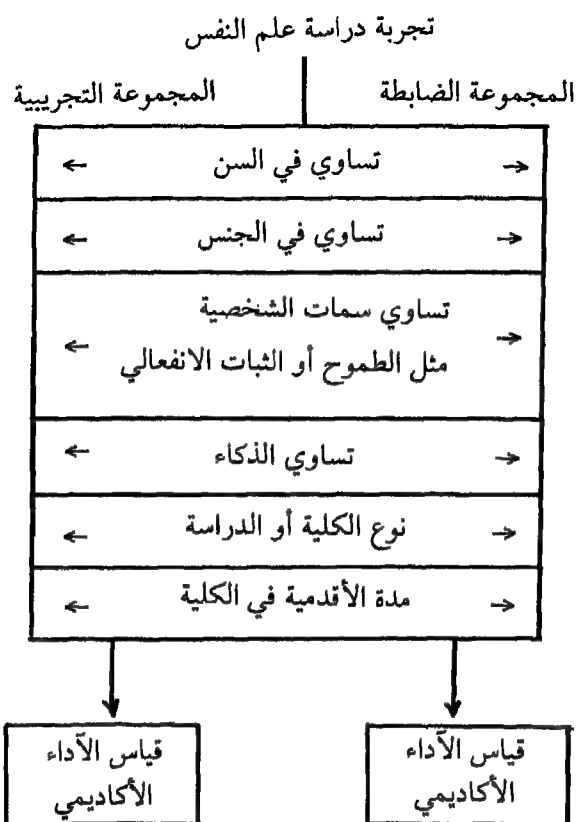 تجربة دراسة علم النفس
المجموعة الضابطة
المجموعة التجريبية
تساوي في السن
تساوي في الجنس
تساوي سمات الشخصية
مثل الطموح أو الثبات الانفعالي
تساوي الذكاء
نوع الكلية أو الدراسة
مدة الأقدمية في الكلية
قياس الآداء
الأكاديمي
قياس الآداء
الأكاديمي